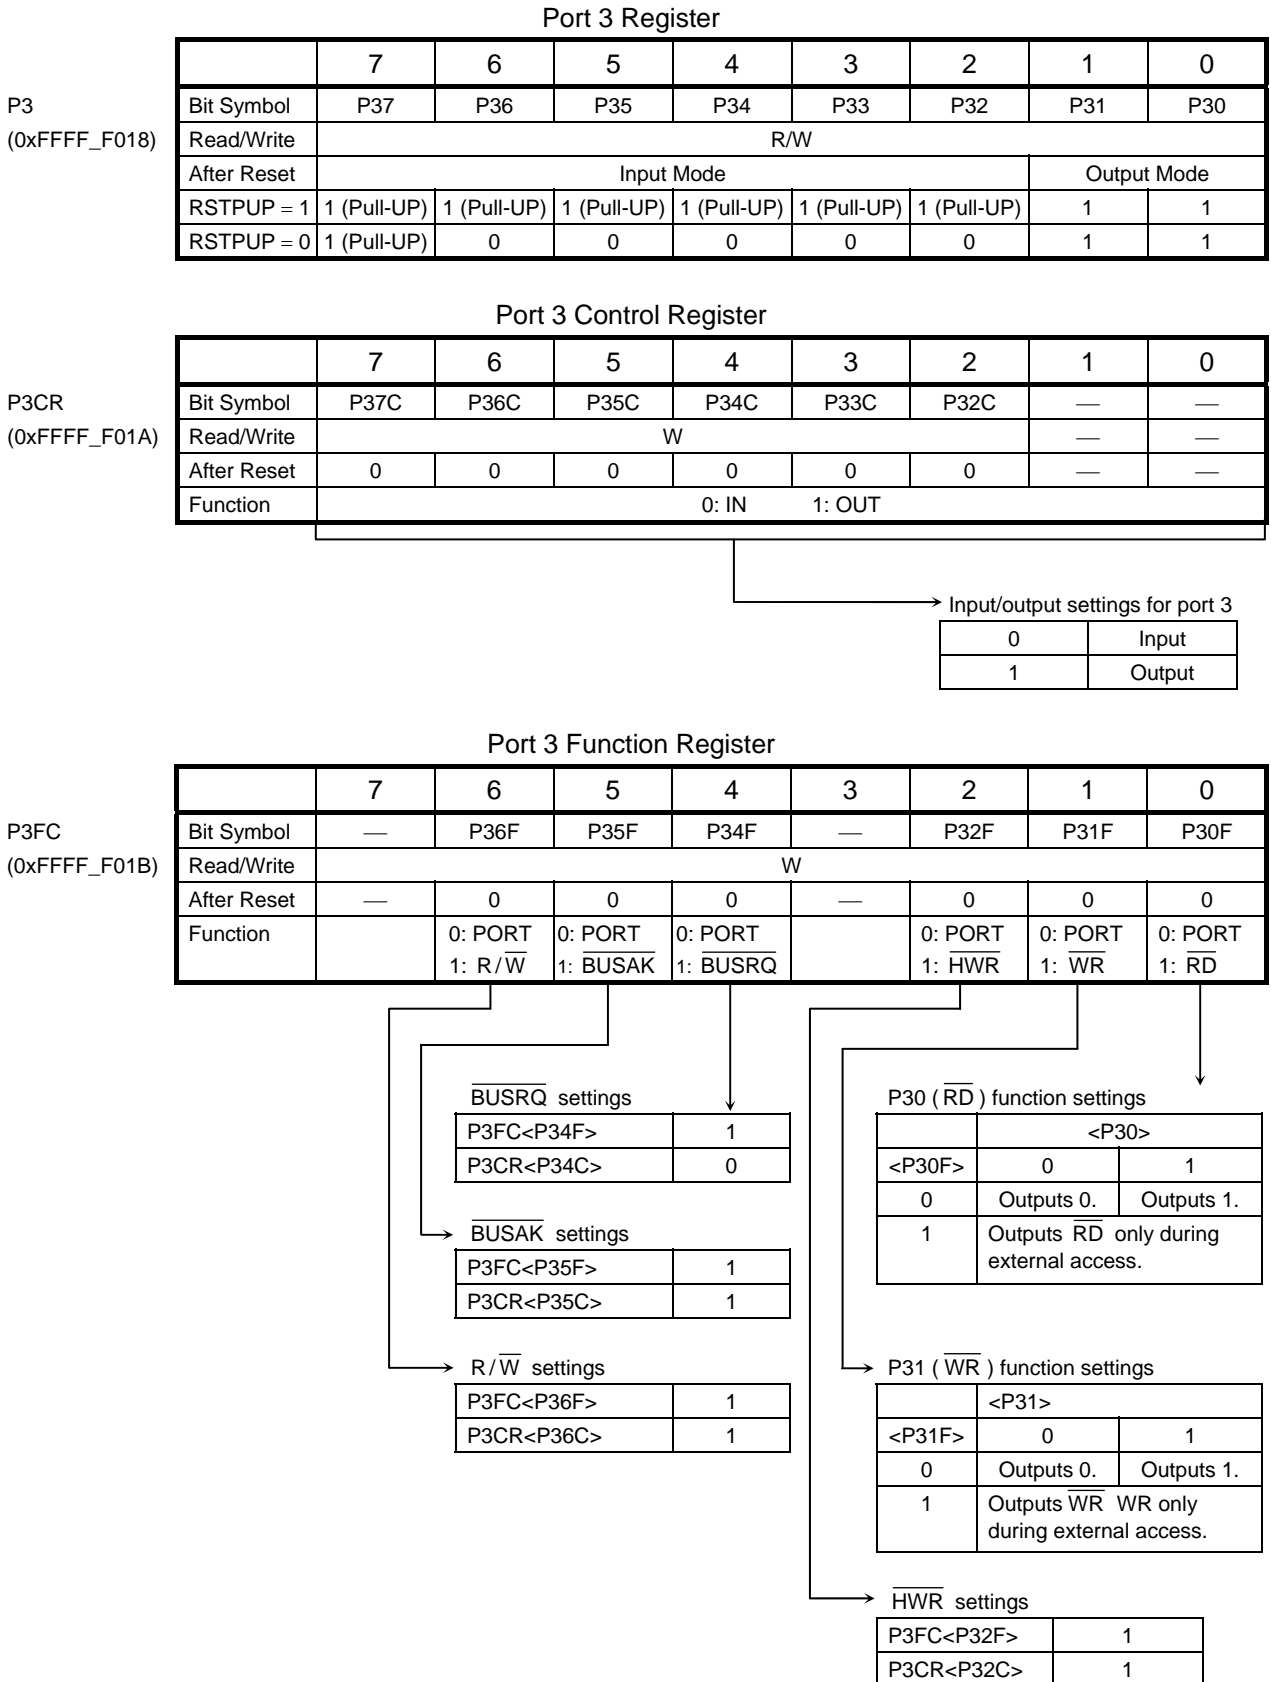 Port 3 Register
7 6 5 4 3 2 1 0
P3 Bit Symbol P37 P36 P35 P34 P33 P32 P31 P30
(0xFFFF_F018) Read/Write R/W
After Reset Input Mode Output Mode
RSTPUP = 1 1 (Pull-UP) 1 (Pull-UP) 1 (Pull-UP) 1 (Pull-UP) 1 (Pull-UP) 1 (Pull-UP) 1 1
RSTPUP = 0 1 (Pull-UP) 0 0 0 0 0 1 1
Port 3 Control Register
7 6 5 4 3 2 1 0
P3CR Bit Symbol P37C P36C P35C P34C P33C P32C — —
(0xFFFF_F01A) Read/Write W — —
After Reset 0 0 0 0 0 0 — —
Function 0: IN 1: OUT
Input/output settings for port 3
0 Input
1 Output
Port 3 Function Register
7 6 5 4 3 2 1 0
P3FC Bit Symbol — P36F P35F P34F — P32F P31F P30F
(0xFFFF_F01B) Read/Write W
After Reset — 0 0 0 — 0 0 0
Function 0: PORT 0: PORT 0: PORT 0: PORT 0: PORT 0: PORT
1: R/W̅ 1: B̅U̅S̅A̅K̅ 1: B̅U̅S̅R̅Q̅ 1: H̅W̅R̅ 1: W̅R̅ 1: R̅D̅
B̅U̅S̅R̅Q̅ settings
P3FC<P34F> 1
P3CR<P34C> 0
B̅U̅S̅A̅K̅ settings
P3FC<P35F> 1
P3CR<P35C> 1
R/W̅ settings
P3FC<P36F> 1
P3CR<P36C> 1
P30 (R̅D̅) function settings
<P30>
<P30F> 0 1
0 Outputs 0. Outputs 1.
1 Outputs R̅D̅ only during
external access.
P31 (W̅R̅) function settings
<P31>
<P31F> 0 1
0 Outputs 0. Outputs 1.
1 Outputs W̅R̅ WR only
during external access.
H̅W̅R̅ settings
P3FC<P32F> 1
P3CR<P32C> 1